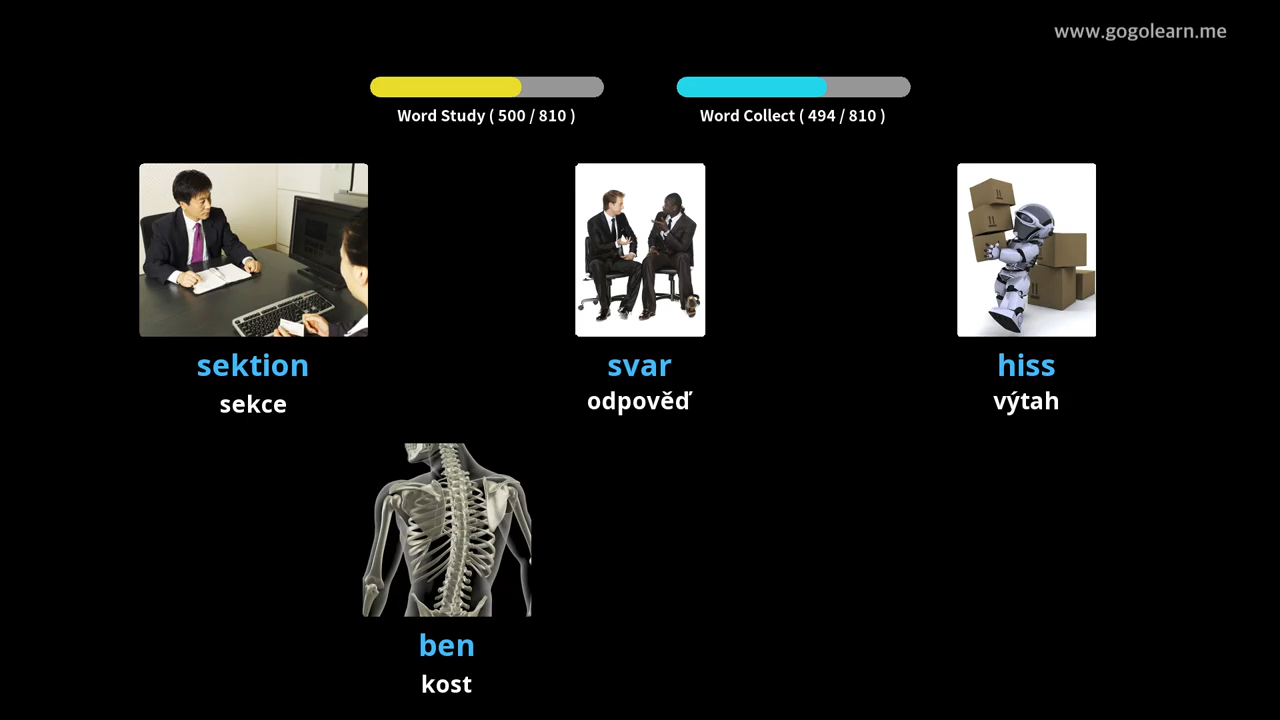 www.gogolearn.me
Word Study ( 500 / 810 )
Word Collect ( 494 / 810 )
sektion
sekce
svar
odpověď
hiss
výtah
ben
kost